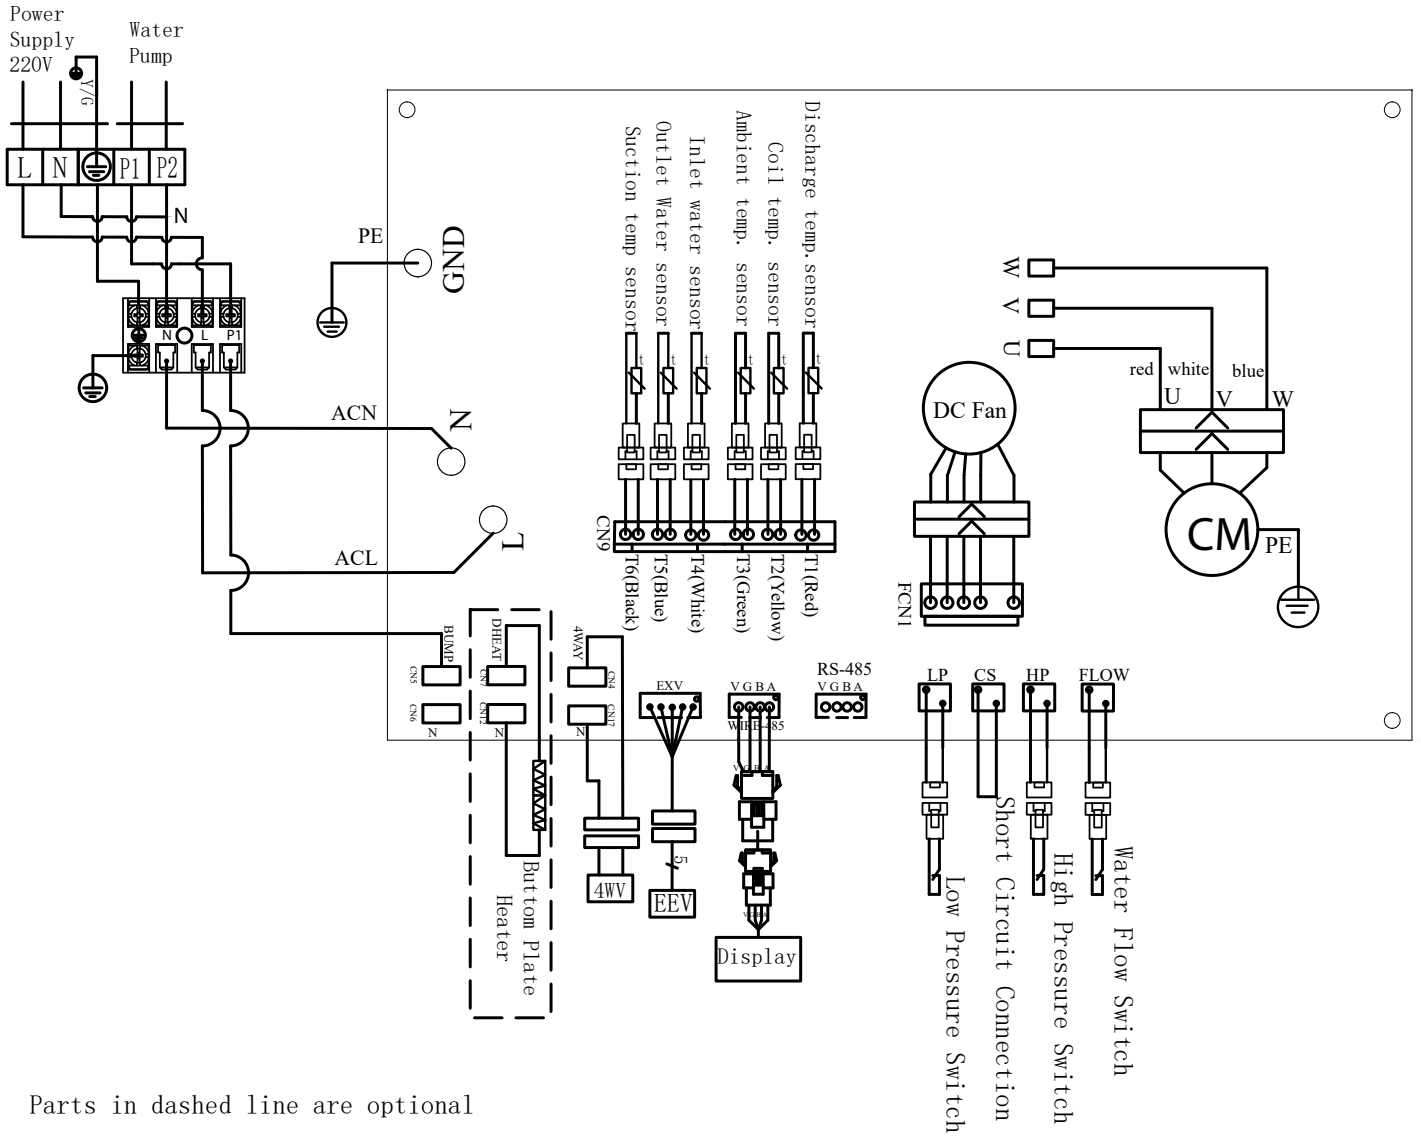 Power
Supply
220V
Water
Pump
Y/G
L N P1 P2
N
N L P1
PE
GND
ACN
N
ACL
L
Suction temp sensor
Outlet Water sensor
Inlet water sensor
Ambient temp. sensor
Coil temp. sensor
Discharge temp. sensor
t t t t t t
CN9
T6(Black)
T5(Blue)
T4(White)
T3(Green)
T2(Yellow)
T1(Red)
DC Fan
FCN1
W
V
U
red white blue
U V W
CM
PE
BUMP
CN5
CN6
N
DHEAT
CN7
CN12
N
Buttom Plate
Heater
4WAY
CN4
CN17
N
4WV
EXV
5
EEV
V G B A
WIRE-485
V G B A
V G B A
Display
RS-485
V G B A
LP
CS
HP
FLOW
Low Pressure Switch
Short Circuit Connection
High Pressure Switch
Water Flow Switch
Parts in dashed line are optional